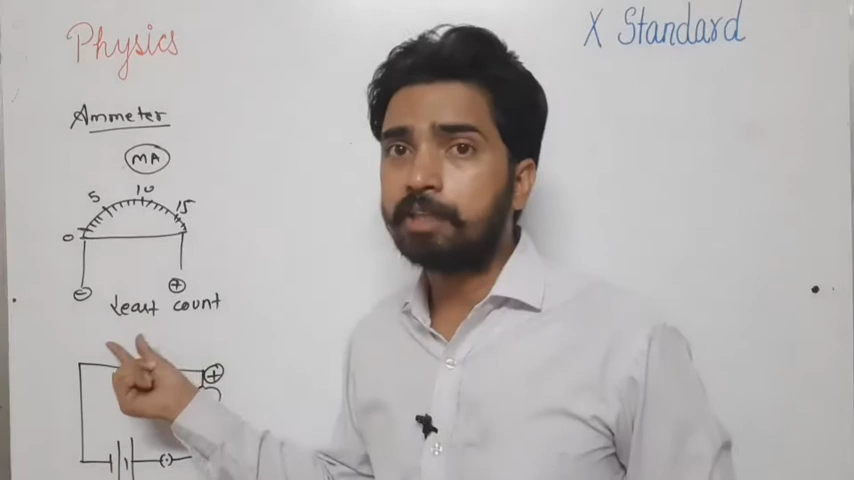 Physics
X Standard
Ammeter
MA
0 5 10 15
- +
Least count
+